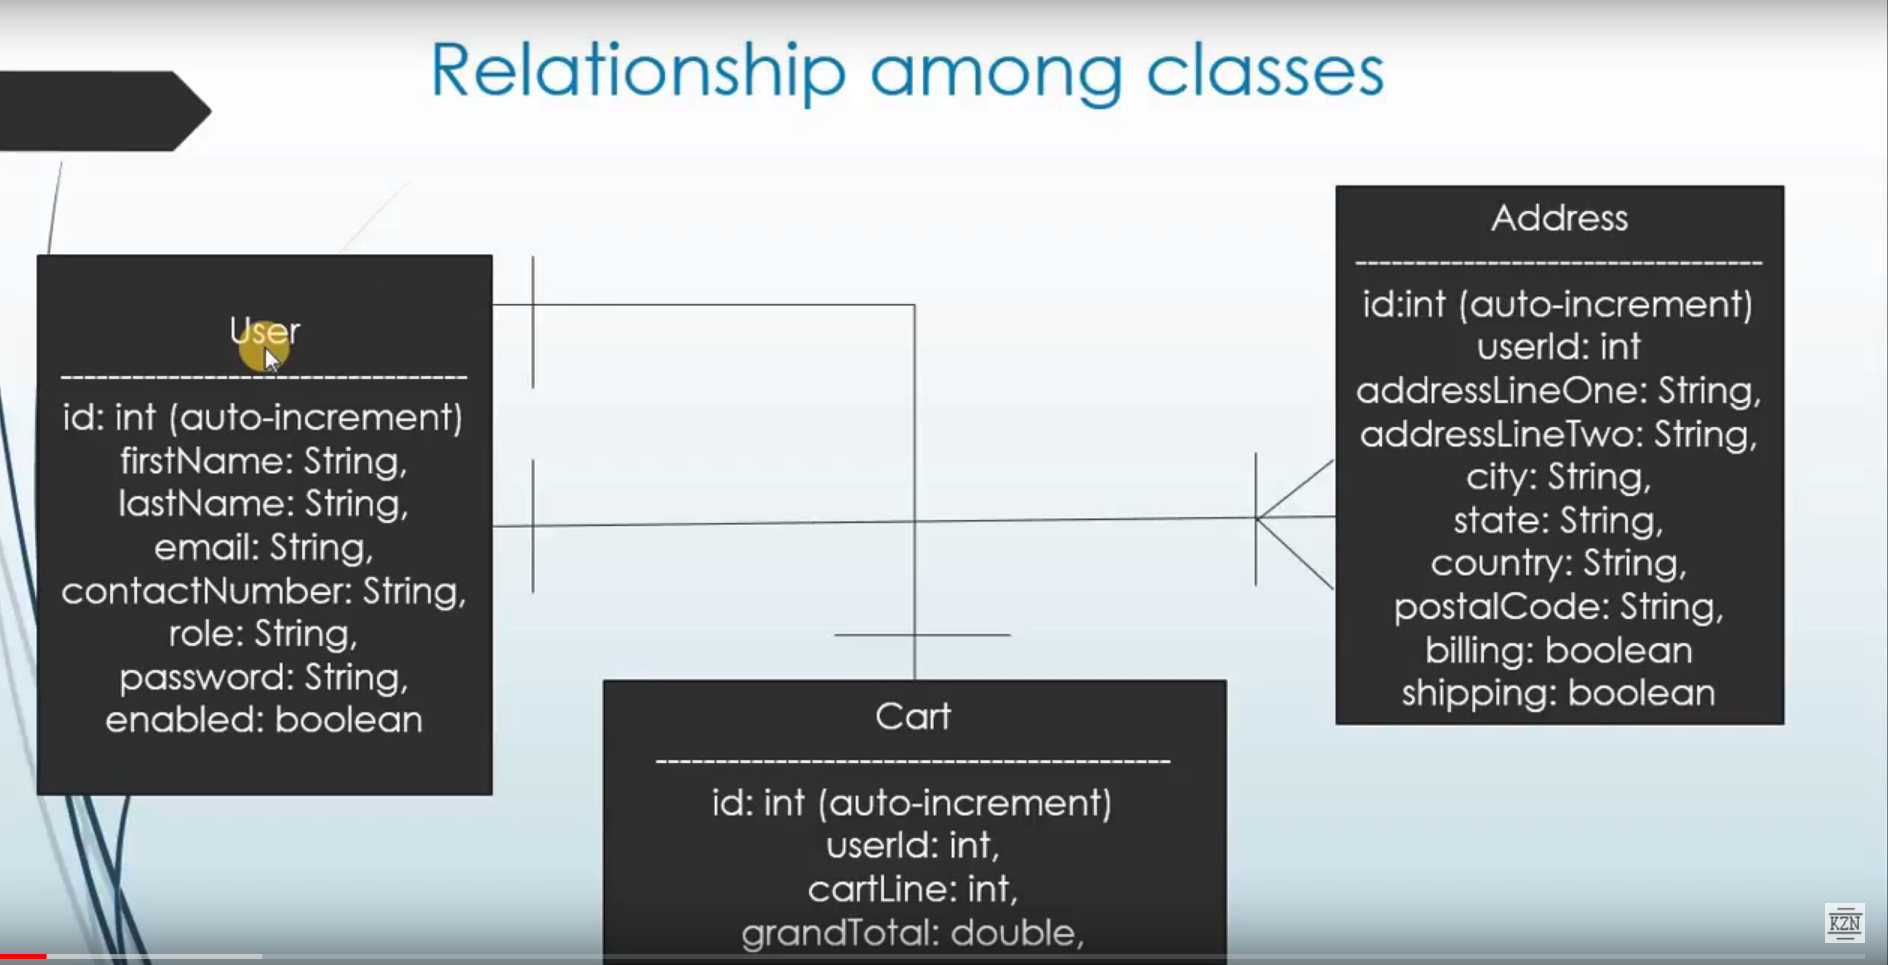 Relationship among classes
User
---------------------------------
id: int (auto-increment)
firstName: String,
lastName: String,
email: String,
contactNumber: String,
role: String,
password: String,
enabled: boolean
Address
---------------------------------
id:int (auto-increment)
userId: int
addressLineOne: String,
addressLineTwo: String,
city: String,
state: String,
country: String,
postalCode: String,
billing: boolean
shipping: boolean
Cart
------------------------------------------
id: int (auto-increment)
userId: int,
cartLine: int,
grandTotal: double,
KZN